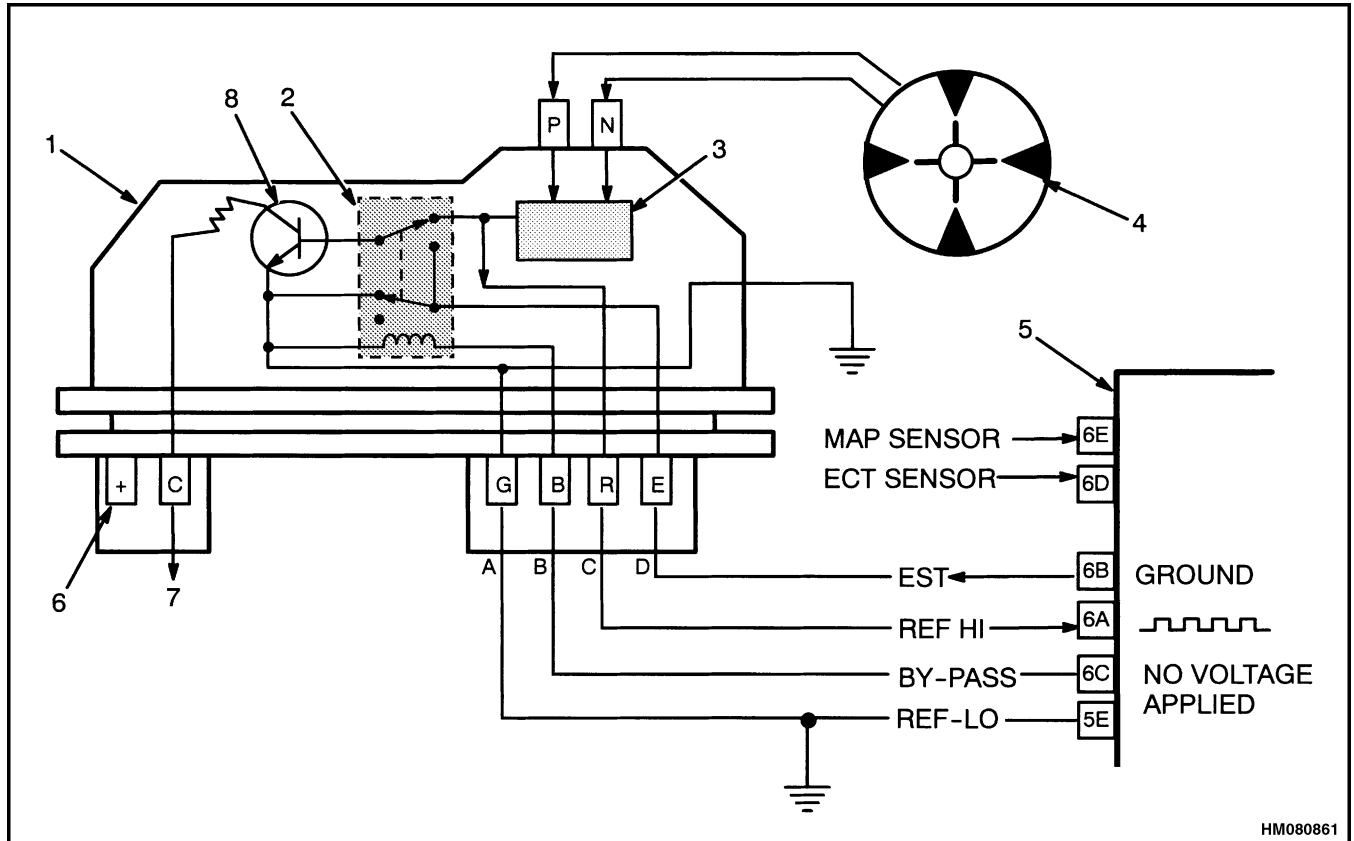 8
2
1
P
N
3
4
5
MAP SENSOR
6E
ECT SENSOR
6D
+
C
G
B
R
E
A
B
C
D
6
7
EST
6B
GROUND
REF HI
6A
BY-PASS
6C
NO VOLTAGE
APPLIED
REF-LO
5E
HM080861